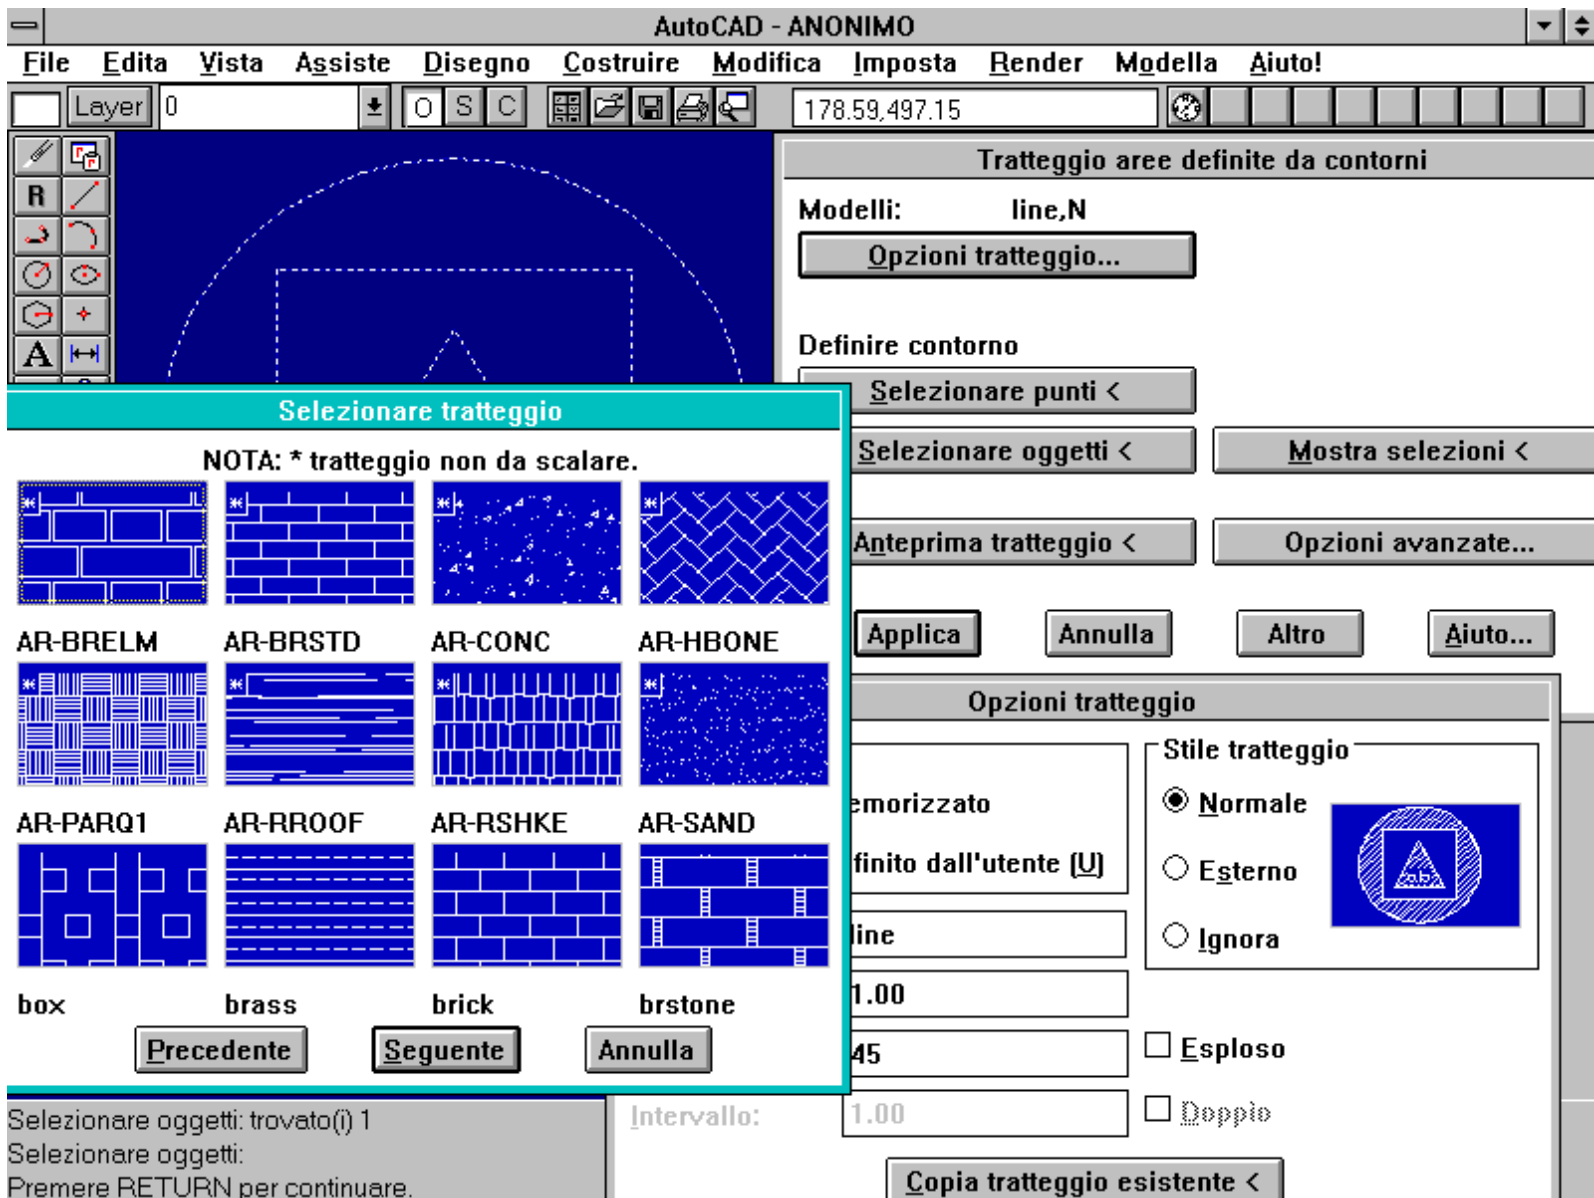 AutoCAD - ANONIMO
File Edita Vista Assiste Disegno Costruire Modifica Imposta Render Modella Aiuto!
Layer 0 O S C 178.59,497.15
R
A
Tratteggio aree definite da contorni
Modelli: line,N
Opzioni tratteggio...
Definire contorno
Selezionare punti <
Selezionare oggetti < Mostra selezioni <
Anteprima tratteggio < Opzioni avanzate...
Applica Annulla Altro Aiuto...
Selezionare tratteggio
NOTA: * tratteggio non da scalare.
AR-BRELM AR-BRSTD AR-CONC AR-HBONE
AR-PARQ1 AR-RROOF AR-RSHKE AR-SAND
box brass brick brstone
Precedente Seguente Annulla
Opzioni tratteggio
emorizzato
finito dall'utente (U)
line
1.00
45
Intervallo: 1.00
Stile tratteggio
Normale
Esterno
Ignora
Esploso
Doppio
Copia tratteggio esistente <
Selezionare oggetti: trovato(i) 1
Selezionare oggetti:
Premere RETURN per continuare.